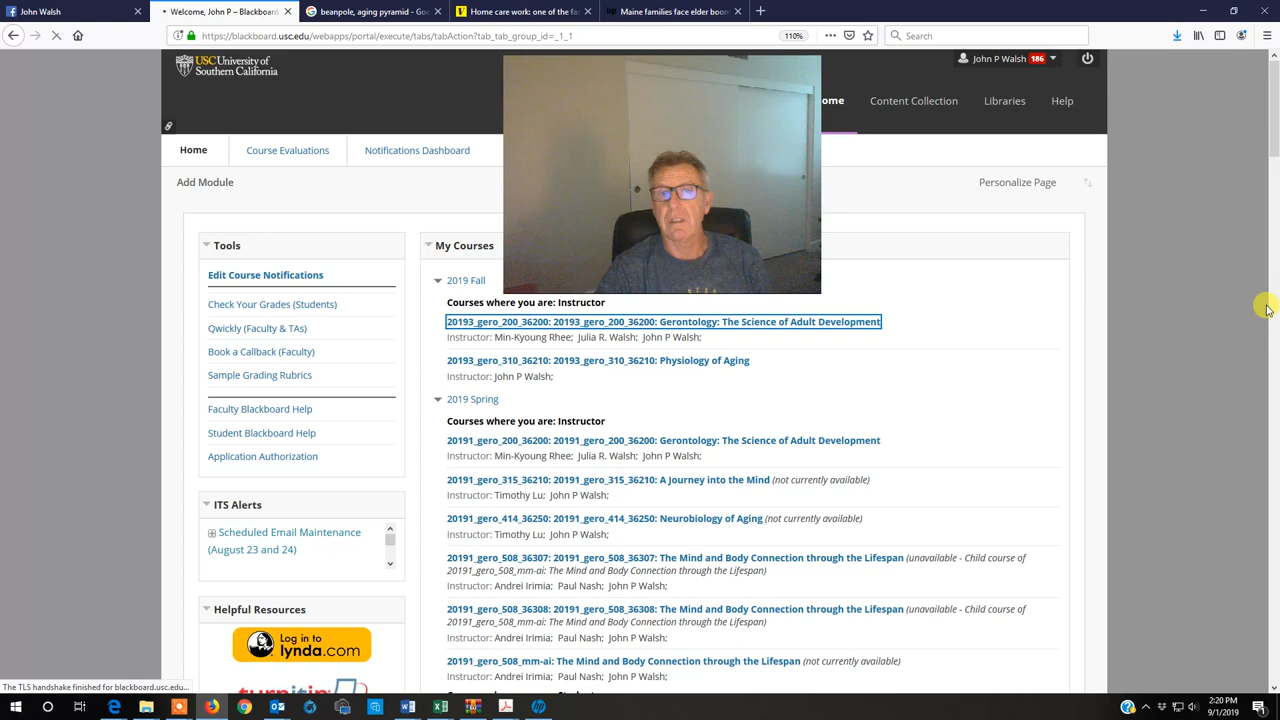 John Walsh
Welcome, John P – Blackboard
beanpole, aging pyramid - Goo
Home care work: one of the fa
Maine families face elder boom
https://blackboard.usc.edu/webapps/portal/execute/tabs/tabAction?tab_tab_group_id=_1_1
110%
Search
USC University of
Southern California
John P Walsh 186
ome
Content Collection
Libraries
Help
Home
Course Evaluations
Notifications Dashboard
Add Module
Personalize Page
Tools
Edit Course Notifications
Check Your Grades (Students)
Qwickly (Faculty & TAs)
Book a Callback (Faculty)
Sample Grading Rubrics
Faculty Blackboard Help
Student Blackboard Help
Application Authorization
ITS Alerts
Scheduled Email Maintenance
(August 23 and 24)
Helpful Resources
Log in to
lynda.com
turnitin
My Courses
2019 Fall
Courses where you are: Instructor
20193_gero_200_36200: 20193_gero_200_36200: Gerontology: The Science of Adult Development
Instructor: Min-Kyoung Rhee; Julia R. Walsh; John P Walsh;
20193_gero_310_36210: 20193_gero_310_36210: Physiology of Aging
Instructor: John P Walsh;
2019 Spring
Courses where you are: Instructor
20191_gero_200_36200: 20191_gero_200_36200: Gerontology: The Science of Adult Development
Instructor: Min-Kyoung Rhee; Julia R. Walsh; John P Walsh;
20191_gero_315_36210: 20191_gero_315_36210: A Journey into the Mind (not currently available)
Instructor: Timothy Lu; John P Walsh;
20191_gero_414_36250: 20191_gero_414_36250: Neurobiology of Aging (not currently available)
Instructor: Timothy Lu; John P Walsh;
20191_gero_508_36307: 20191_gero_508_36307: The Mind and Body Connection through the Lifespan (unavailable - Child course of
20191_gero_508_mm-ai: The Mind and Body Connection through the Lifespan)
Instructor: Andrei Irimia; Paul Nash; John P Walsh;
20191_gero_508_36308: 20191_gero_508_36308: The Mind and Body Connection through the Lifespan (unavailable - Child course of
20191_gero_508_mm-ai: The Mind and Body Connection through the Lifespan)
Instructor: Andrei Irimia; Paul Nash; John P Walsh;
20191_gero_508_mm-ai: The Mind and Body Connection through the Lifespan (not currently available)
Instructor: Andrei Irimia; Paul Nash; John P Walsh;
The TLS handshake finished for blackboard.usc.edu...
2:20 PM
9/1/2019